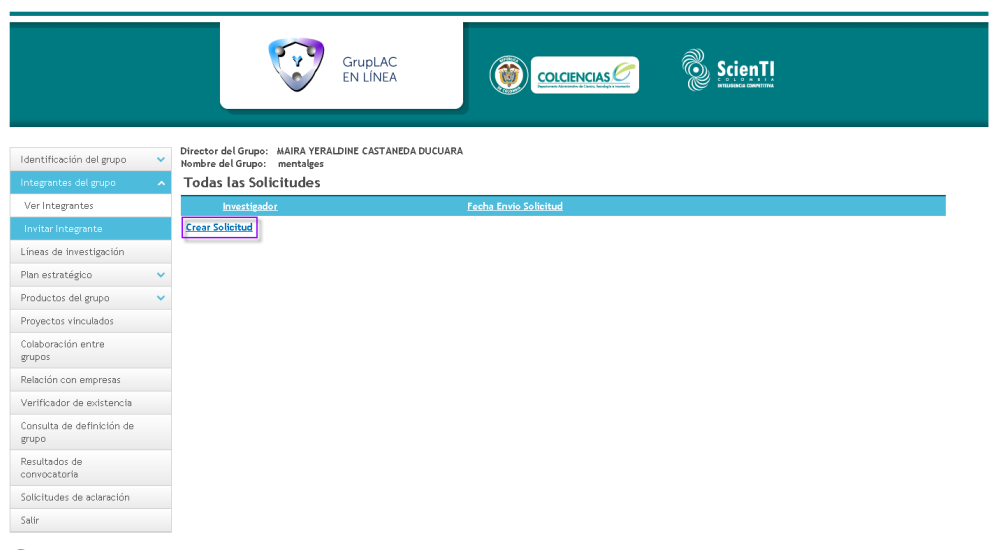 GrupLAC
EN LÍNEA
COLCIENCIAS
ScienTI
COLOMBIA
INTELIGENCIA COMPETITIVA
Director del Grupo: MAIRA YERALDINE CASTANEDA DUCUARA
Nombre del Grupo: mentalges
Todas las Solicitudes
Investigador Fecha Envio Solicitud
Crear Solicitud
Identificación del grupo
Integrantes del grupo
Ver Integrantes
Invitar Integrante
Líneas de investigación
Plan estratégico
Productos del grupo
Proyectos vinculados
Colaboración entre
grupos
Relación con empresas
Verificador de existencia
Consulta de definición de
grupo
Resultados de
convocatoria
Solicitudes de aclaración
Salir